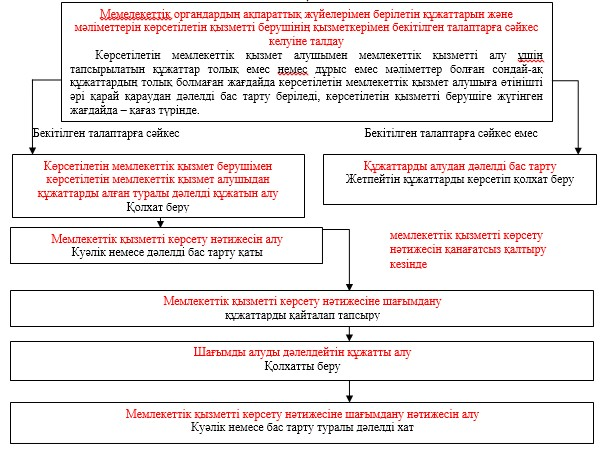 Мемелекеттік органдардың ақпараттық жүйелерімен берілетін құжаттарын және
мәліметтерін көрсетілетін қызметті берушінің қызметкерімен бекітілген талаптарға сәйкес
келуіне талдау
Көрсетілетін мемлекеттік қызмет алушымен мемлекеттік қызметті алу үшін
тапсырылатын құжаттар толық емес немес дұрыс емес мәліметтер болған сондай-ақ
құжаттардың толық болмаған жағдайда көрсетілетін мемлекеттік қызмет алушыға өтінішті
әрі қарай қараудан дәлелді бас тарту беріледі, көрсетілетін қызметті берушіге жүгінген
жағдайда – қағаз түрінде.
Бекітілген талаптарға сәйкес
Бекітілген талаптарға сәйкес емес
Көрсетілетін мемлекеттік қызмет берушімен
көрсетілетін мемлекеттік қызмет алушыдан
құжаттарды алған туралы дәлелді құжатын алу
Қолхат беру
Құжаттарды алудан дәлелді бас тарту
Жетпейтін құжаттарды көрсетіп қолхат беру
Мемлекеттік қызметті көрсету нәтижесін алу
Куәлік немесе дәлелді бас тарту қаты
мемлекеттік қызметті көрсету
нәтижесін қанағатсыз қалтыру
кезінде
Мемлекеттік қызметті көрсету нәтижесіне шағымдану
құжаттарды қайталап тапсыру
Шағымды алуды дәлелдейтін құжатты алу
Қолхатты беру
Мемлекеттік қызметті көрсету нәтижесіне шағымдану нәтижесін алу
Куәлік немесе бас тарту туралы дәлелді хат